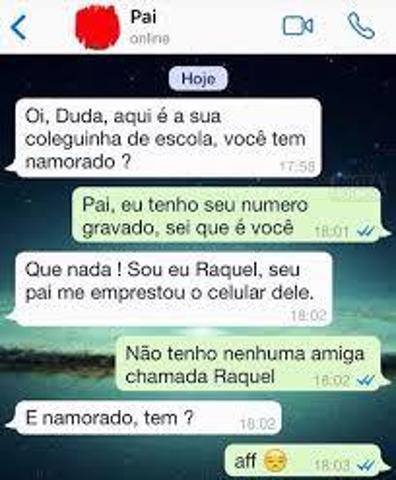 Pai
online
Hoje
Oi, Duda, aqui é a sua
coleguinha de escola, você tem
namorado ?
17:58
Pai, eu tenho seu numero
gravado, sei que é você
18:01
Que nada ! Sou eu Raquel, seu
pai me emprestou o celular dele.
18:02
Não tenho nenhuma amiga
chamada Raquel
18:02
E namorado, tem ?
18:02
aff 😔
18:03